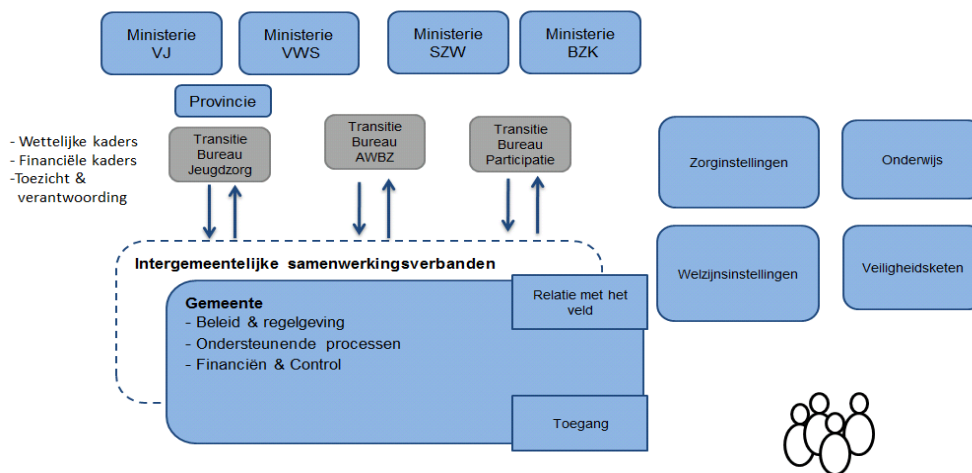 Ministerie
VJ
Ministerie
VWS
Ministerie
SZW
Ministerie
BZK
Provincie
- Wettelijke kaders
- Financiële kaders
-Toezicht &
verantwoording
Transitie
Bureau
Jeugdzorg
Transitie
Bureau
AWBZ
Transitie
Bureau
Participatie
Zorginstellingen
Onderwijs
Welzijnsinstellingen
Veiligheidsketen
Intergemeentelijke samenwerkingsverbanden
Gemeente
- Beleid & regelgeving
- Ondersteunende processen
- Financiën & Control
Relatie met het
veld
Toegang